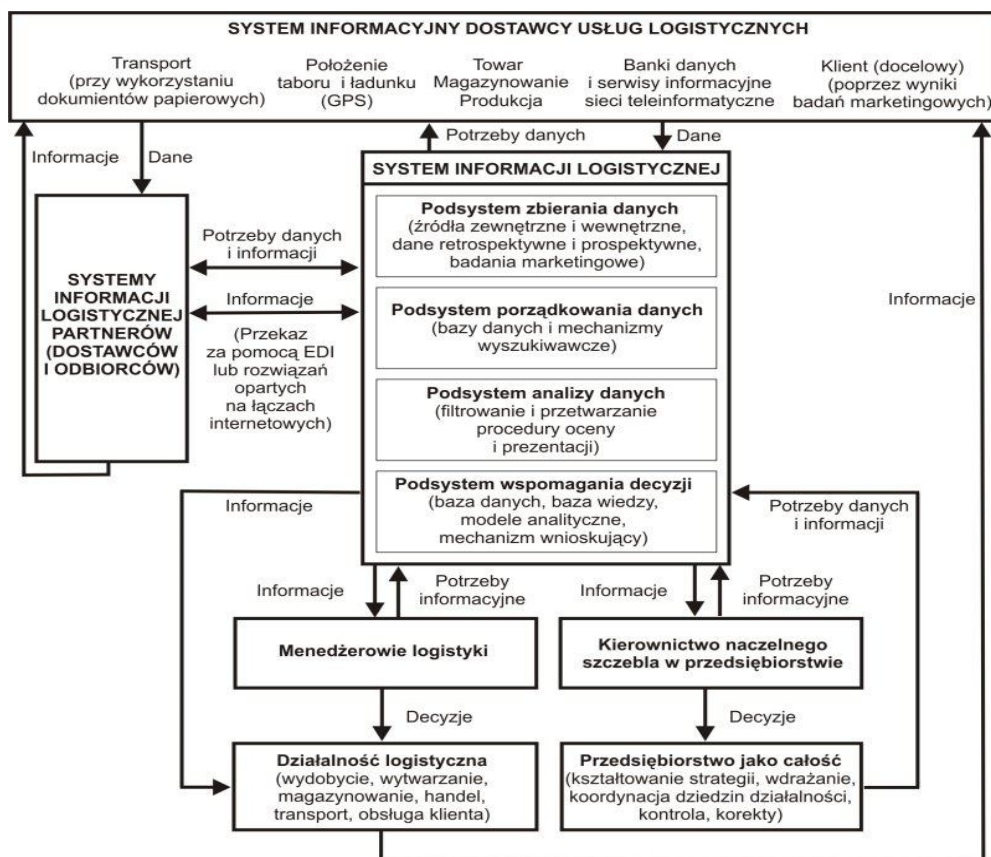 SYSTEM INFORMACYJNY DOSTAWCY USŁUG LOGISTYCZNYCH
Transport
(przy wykorzystaniu
dokumentów papierowych)
Położenie
taboru i ładunku
(GPS)
Towar
Magazynowanie
Produkcja
Banki danych
i serwisy informacyjne
sieci teleinformatyczne
Klient (docelowy)
(poprzez wyniki
badań marketingowych)
Informacje
Dane
Potrzeby danych
Dane
SYSTEM INFORMACJI LOGISTYCZNEJ
Podsystem zbierania danych
(źródła zewnętrzne i wewnętrzne,
dane retrospektywne i prospektywne,
badania marketingowe)
Podsystem porządkowania danych
(bazy danych i mechanizmy
wyszukiwawcze)
Podsystem analizy danych
(filtrowanie i przetwarzanie
procedury oceny
i prezentacji)
Podsystem wspomagania decyzji
(baza danych, baza wiedzy,
modele analityczne,
mechanizm wnioskujący)
SYSTEMY
INFORMACJI
LOGISTYCZNEJ
PARTNERÓW
(DOSTAWCÓW
I ODBIORCÓW)
Potrzeby danych
i informacji
Informacje
(Przekaz
za pomocą EDI
lub rozwiązań
opartych
na łączach
internetowych)
Informacje
Informacje
Potrzeby danych
i informacji
Informacje
Potrzeby
informacyjne
Informacje
Potrzeby
informacyjne
Menedżerowie logistyki
Kierownictwo naczelnego
szczebla w przedsiębiorstwie
Decyzje
Decyzje
Działalność logistyczna
(wydobycie, wytwarzanie,
magazynowanie, handel,
transport, obsługa klienta)
Przedsiębiorstwo jako całość
(kształtowanie strategii, wdrażanie,
koordynacja dziedzin działalności,
kontrola, korekty)